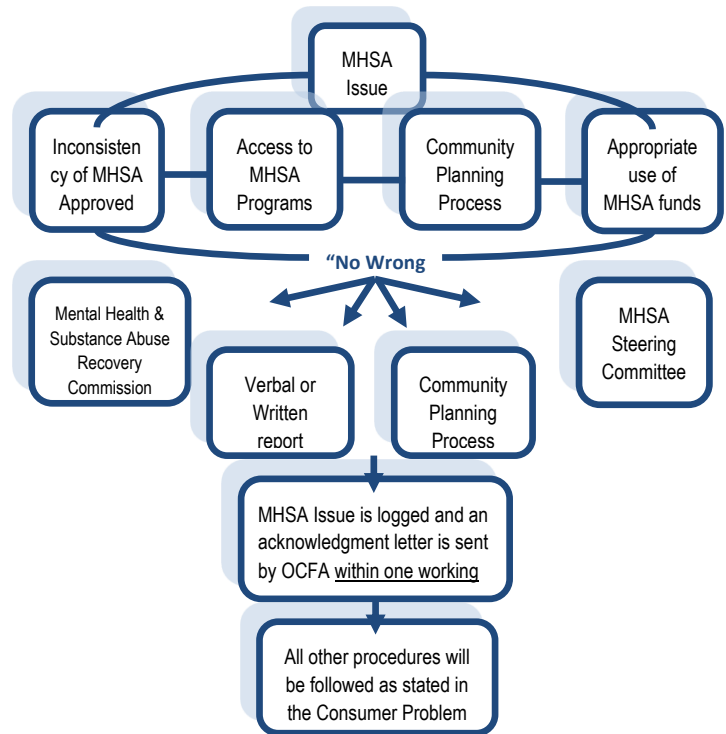 MHSA
Issue
Inconsisten
cy of MHSA
Approved
Access to
MHSA
Programs
Community
Planning
Process
Appropriate
use of
MHSA funds
“No Wrong
Mental Health &
Substance Abuse
Recovery
Commission
Verbal or
Written
report
Community
Planning
Process
MHSA
Steering
Committee
MHSA Issue is logged and an
acknowledgment letter is sent
by OCFA within one working
All other procedures will
be followed as stated in
the Consumer Problem